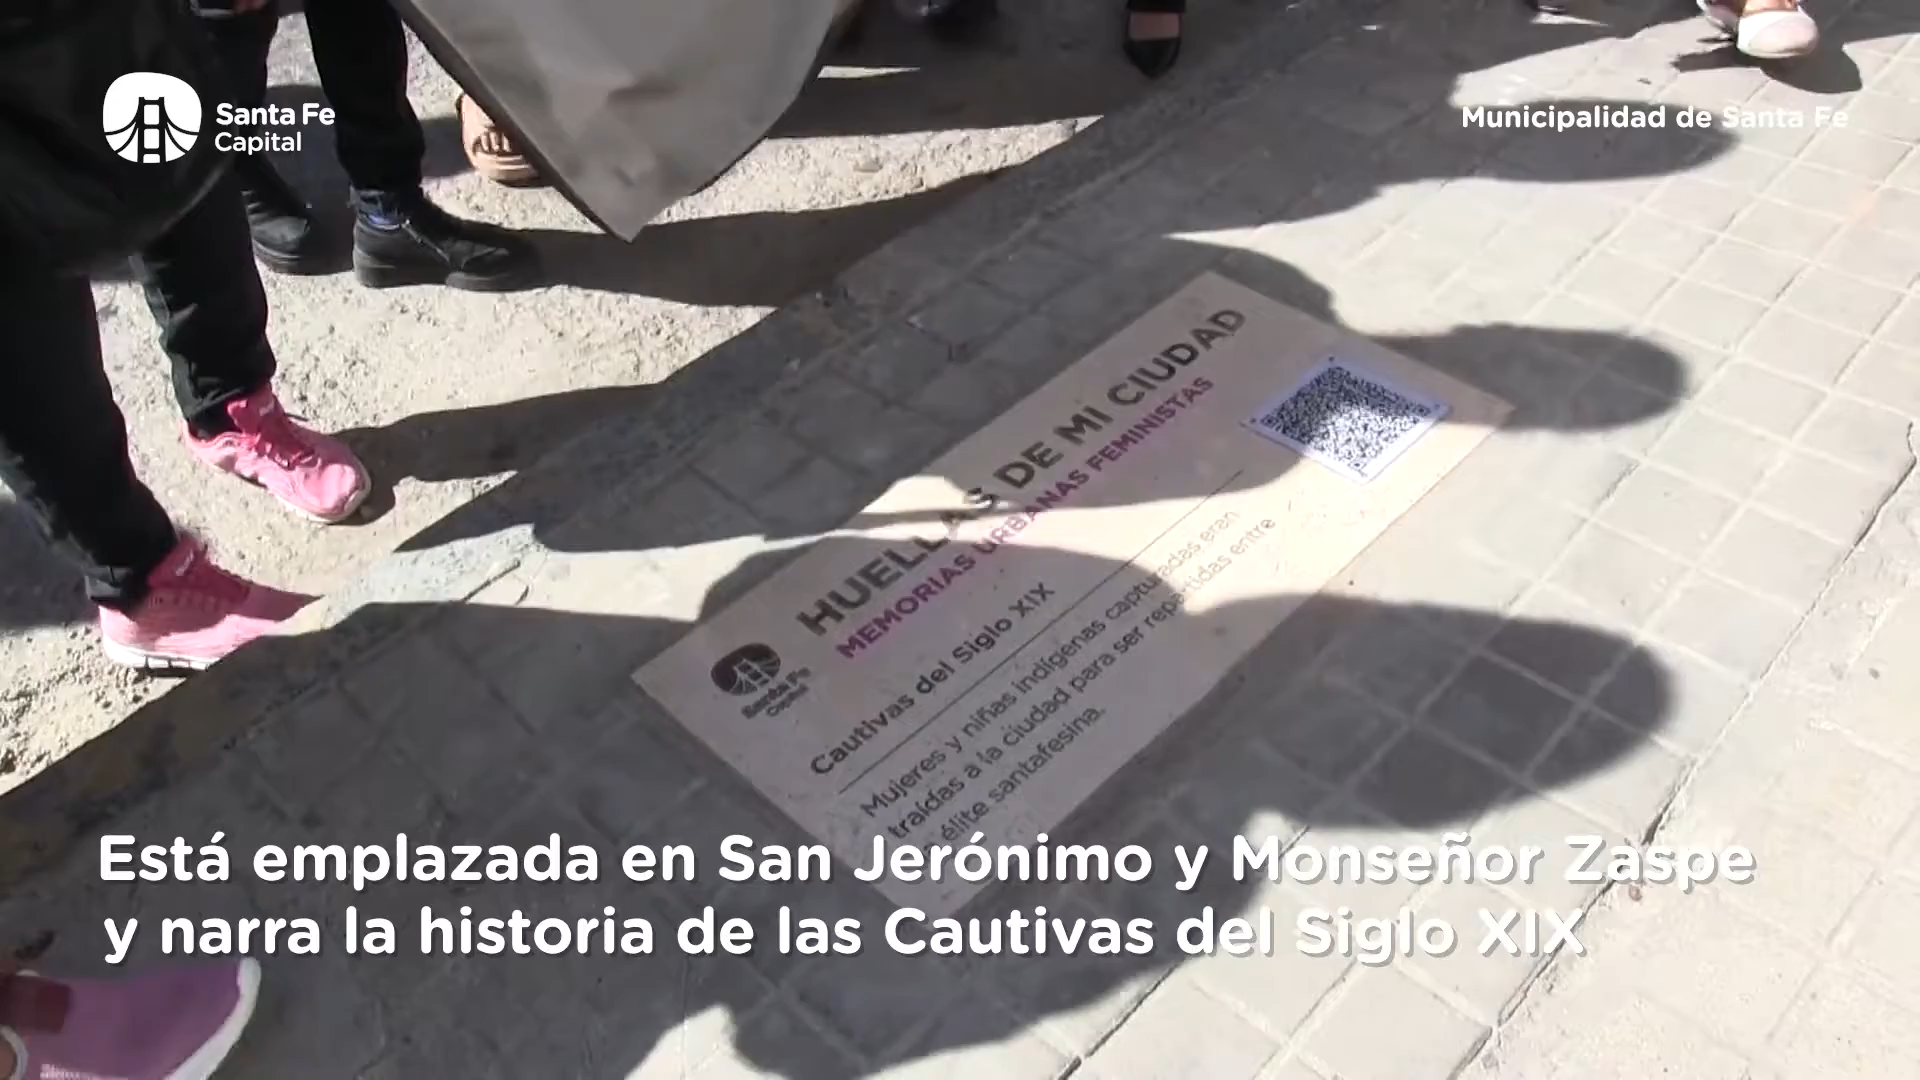 Santa Fe
Capital
Municipalidad de Santa Fe
HUELLAS DE MI CIUDAD
MEMORIAS URBANAS FEMINISTAS
Santa Fe
Capital
Cautivas del Siglo XIX
Mujeres y niñas indígenas capturadas eran
traídas a la ciudad para ser repartidas entre
élite santafesina.
Está emplazada en San Jerónimo y Monseñor Zaspe
y narra la historia de las Cautivas del Siglo XIX